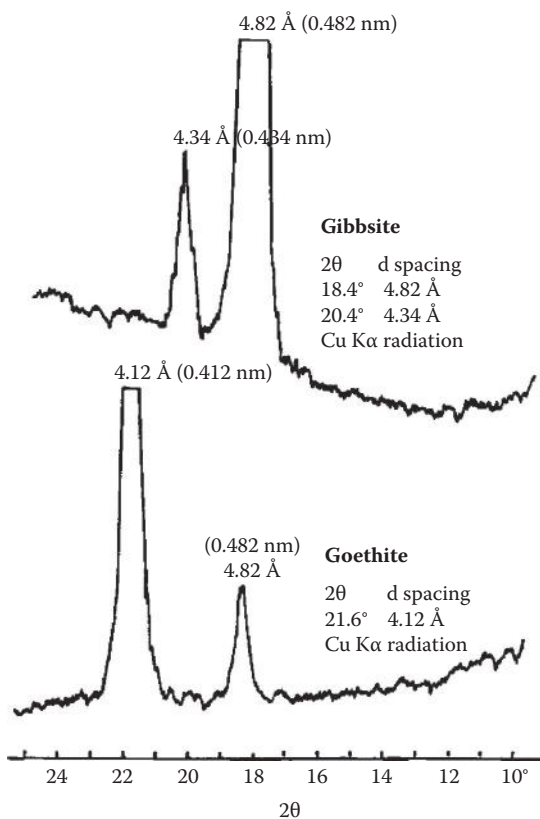 4.82 Å (0.482 nm)
4.34 Å (0.434 nm)
Gibbsite
2θ d spacing
18.4° 4.82 Å
20.4° 4.34 Å
Cu Kα radiation
4.12 Å (0.412 nm)
(0.482 nm)
4.82 Å
Goethite
2θ d spacing
21.6° 4.12 Å
Cu Kα radiation
24 22 20 18 16 14 12 10°
2θ